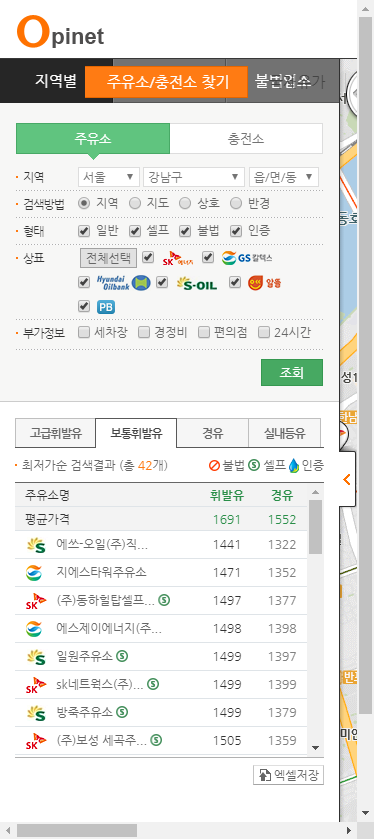 Opinet
지역별 주유소/충전소 찾기 불법업소
주유소 충전소
지역 서울 강남구 읍/면/동
검색방법 지역 지도 상호 반경
형태 일반 셀프 불법 인증
상표 전체선택 SK에너지 GS칼텍스
Hyundai Oilbank S-OIL 알뜰
PB
부가정보 세차장 경정비 편의점 24시간
조회
고급휘발유 보통휘발유 경유 실내등유
최저가순 검색결과 (총 42개) 불법 S 셀프 인증
주유소명 휘발유 경유
평균가격 1691 1552
에쓰-오일(주)직... 1441 1322
지에스타워주유소 1471 1352
SK (주)동하힐탑셀프... S 1497 1377
에스제이에너지(주... 1498 1398
일원주유소 S 1499 1397
SK sk네트웍스(주)... S 1499 1399
방죽주유소 S 1499 1379
SK (주)보성 세곡주... S 1505 1359
엑셀저장